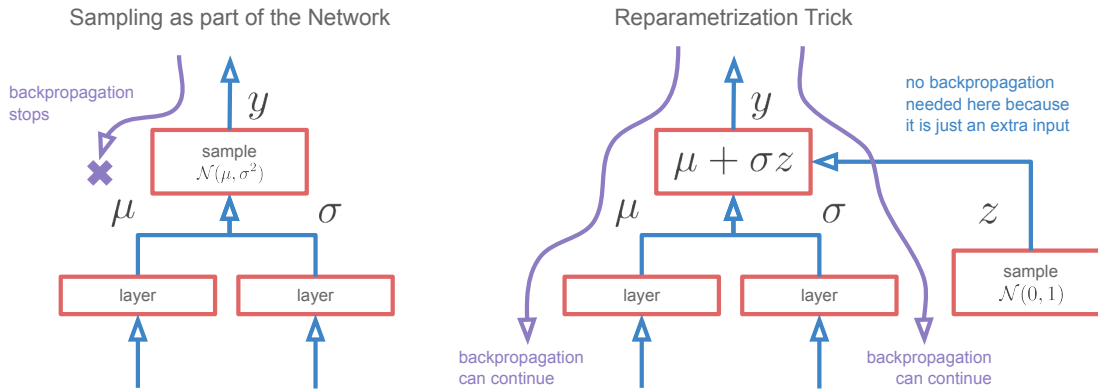 Sampling as part of the Network
backpropagation
stops
y
sample
𝒩(μ, σ²)
μ
σ
layer
layer
Reparametrization Trick
no backpropagation
needed here because
it is just an extra input
y
μ + σz
μ
σ
z
layer
layer
sample
𝒩(0, 1)
backpropagation
can continue
backpropagation
can continue